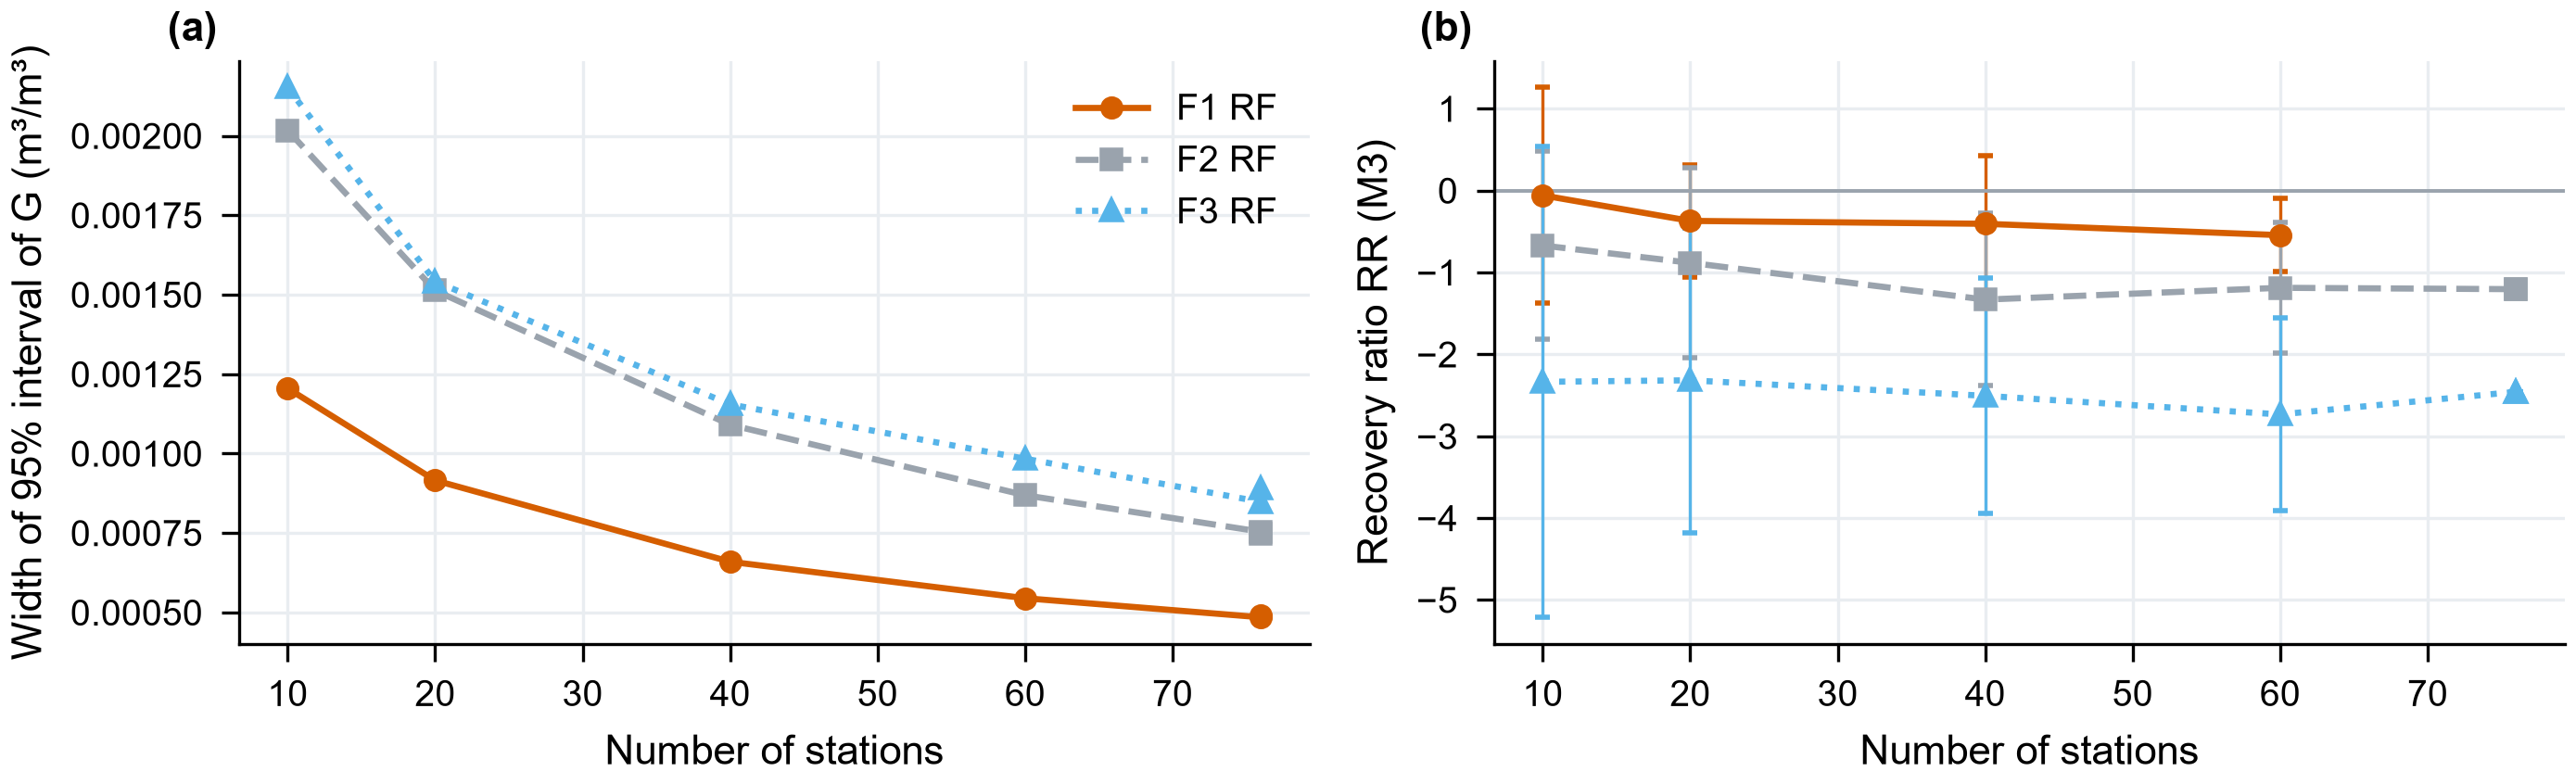 (a)
Width of 95% interval of G (m³/m³)
0.00200
0.00175
0.00150
0.00125
0.00100
0.00075
0.00050
10 20 30 40 50 60 70
Number of stations
F1 RF
F2 RF
F3 RF
(b)
Recovery ratio RR (M3)
1
0
−1
−2
−3
−4
−5
10 20 30 40 50 60 70
Number of stations